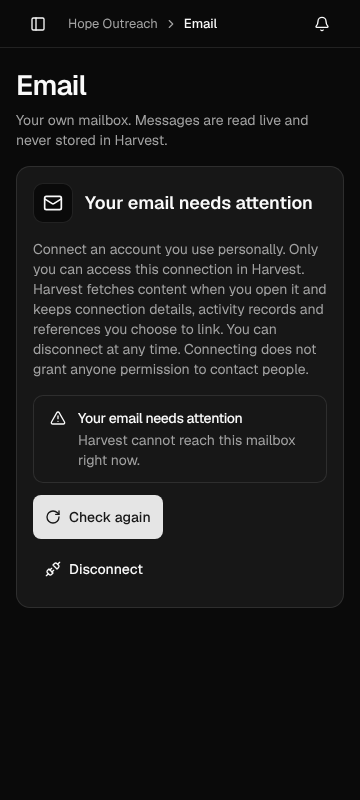 Hope Outreach > Email
Email
Your own mailbox. Messages are read live and
never stored in Harvest.
Your email needs attention
Connect an account you use personally. Only
you can access this connection in Harvest.
Harvest fetches content when you open it and
keeps connection details, activity records and
references you choose to link. You can
disconnect at any time. Connecting does not
grant anyone permission to contact people.
Your email needs attention
Harvest cannot reach this mailbox
right now.
Check again
Disconnect